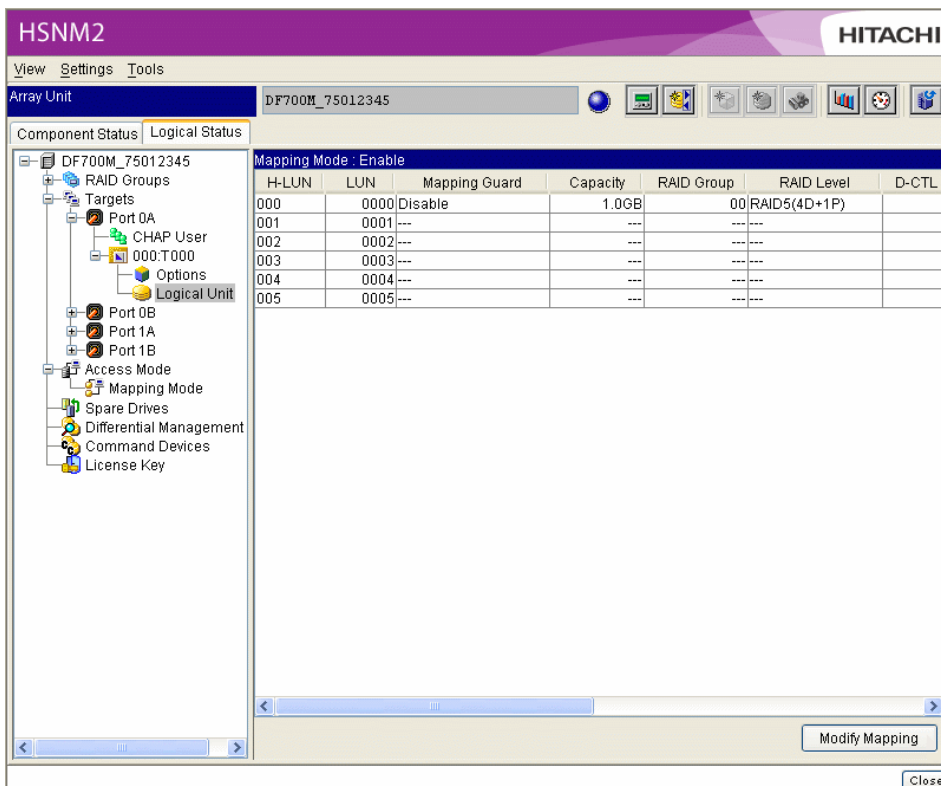 HSNM2
HITACHI
View Settings Tools
Array Unit
DF700M_75012345
Component Status Logical Status
DF700M_75012345
RAID Groups
Targets
Port 0A
CHAP User
000:T000
Options
Logical Unit
Port 0B
Port 1A
Port 1B
Access Mode
Mapping Mode
Spare Drives
Differential Management
Command Devices
License Key
Mapping Mode : Enable
H-LUN LUN Mapping Guard Capacity RAID Group RAID Level D-CTL
000 0000 Disable 1.0GB 00 RAID5(4D+1P)
001 0001 --- --- --- ---
002 0002 --- --- --- ---
003 0003 --- --- --- ---
004 0004 --- --- --- ---
005 0005 --- --- --- ---
Modify Mapping
Close